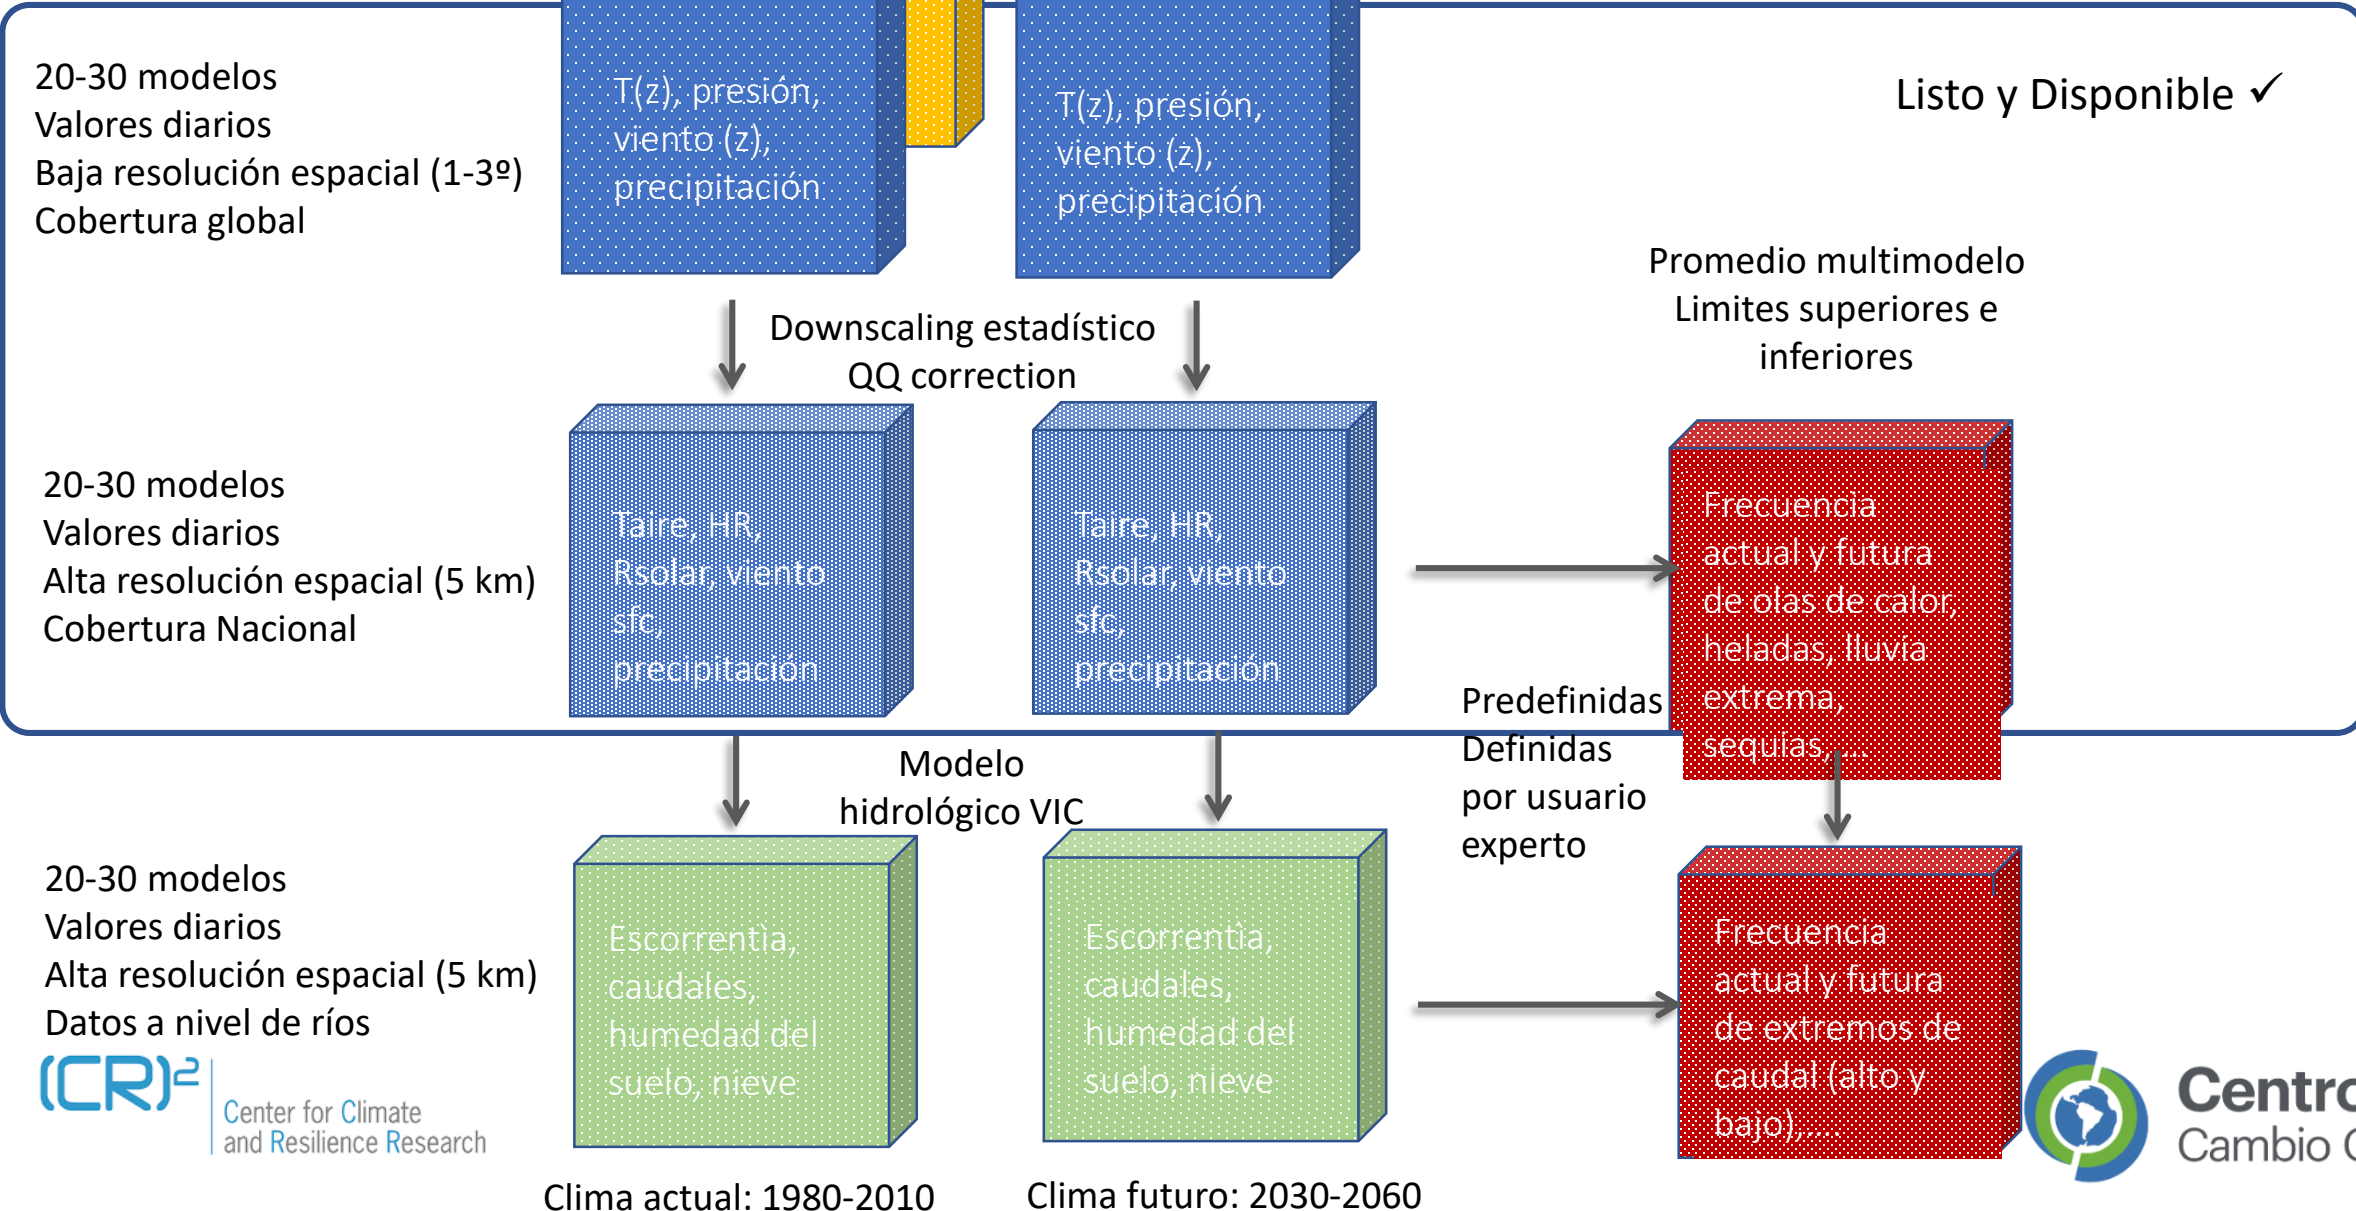 20-30 modelos
Valores diarios
Baja resolución espacial (1-3º)
Cobertura global
T(z), presión,
viento (z),
precipitación
T(z), presión,
viento (z),
precipitación
Listo y Disponible ✓
Downscaling estadístico
QQ correction
Promedio multimodelo
Limites superiores e
inferiores
20-30 modelos
Valores diarios
Alta resolución espacial (5 km)
Cobertura Nacional
Taire, HR,
Rsolar, viento
sfc,
precipitación
Taire, HR,
Rsolar, viento
sfc,
precipitación
Frecuencia
actual y futura
de olas de calor,
heladas, lluvia
extrema,
sequías,....
Predefinidas
Definidas
por usuario
experto
Modelo
hidrológico VIC
20-30 modelos
Valores diarios
Alta resolución espacial (5 km)
Datos a nivel de ríos
Escorrentìa,
caudales,
humedad del
suelo, nieve
Escorrentìa,
caudales,
humedad del
suelo, nieve
Frecuencia
actual y futura
de extremos de
caudal (alto y
bajo),....
(CR)2
Center for Climate
and Resilience Research
Centro
Cambio
Clima actual: 1980-2010
Clima futuro: 2030-2060